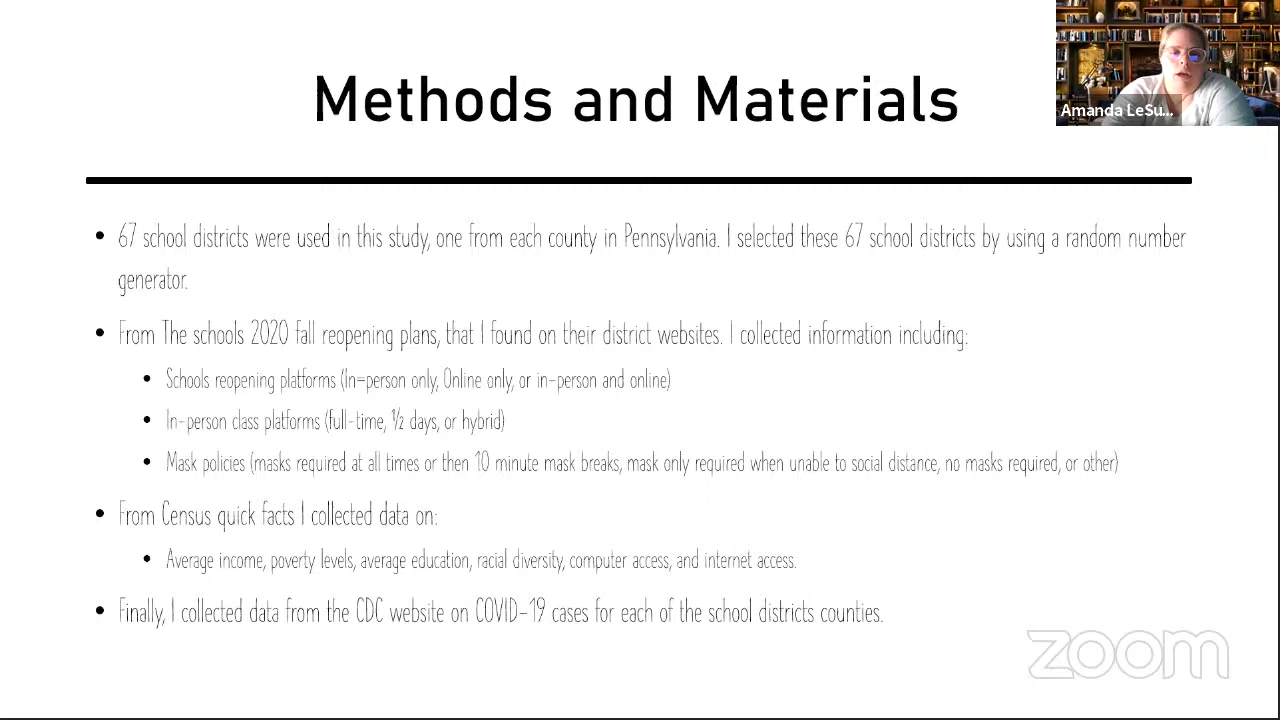 Methods and Materials
Amanda LeSu...
67 school districts were used in this study, one from each county in Pennsylvania. I selected these 67 school districts by using a random number
generator.
From The schools 2020 fall reopening plans, that I found on their district websites. I collected information including:
Schools reopening platforms (In=person only, Online only, or in-person and online)
In-person class platforms (full-time, ½ days, or hybrid)
Mask policies (masks required at all times or then 10 minute mask breaks, mask only required when unable to social distance, no masks required, or other)
From Census quick facts I collected data on:
Average income, poverty levels, average education, racial diversity, computer access, and internet access.
Finally, I collected data from the CDC website on COVID-19 cases for each of the school districts counties.
zoom